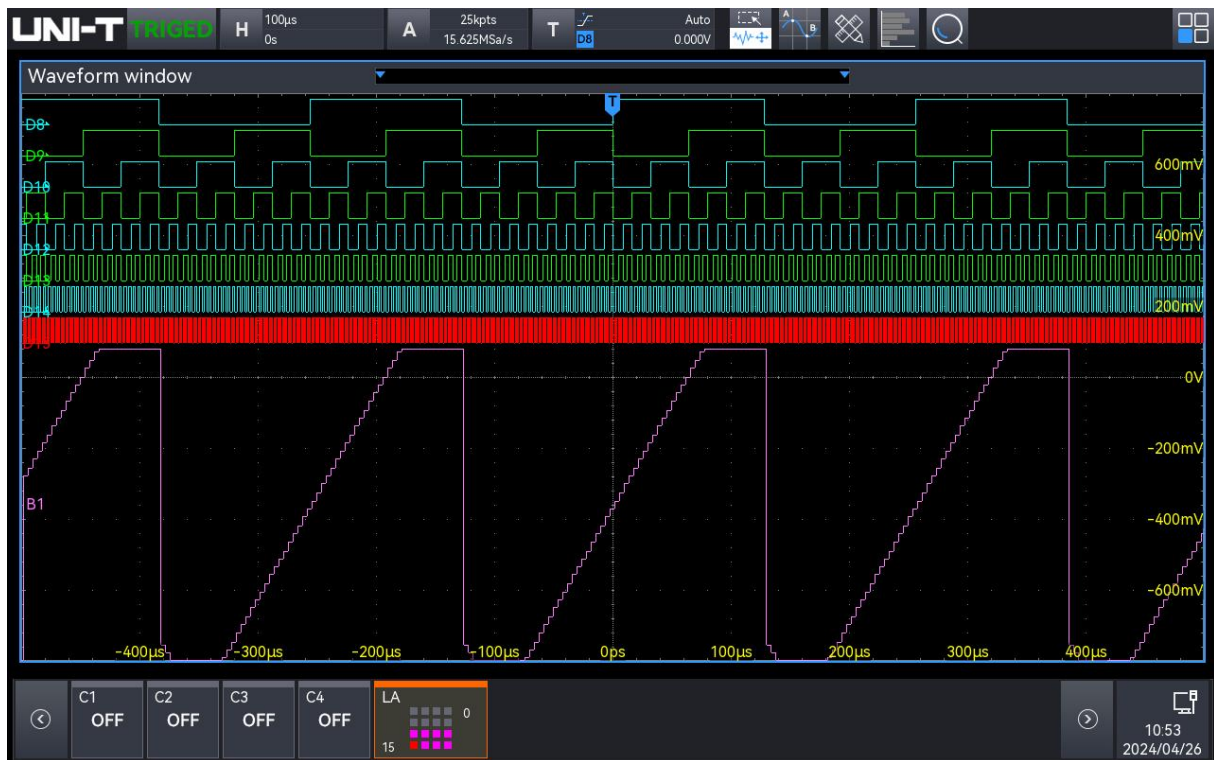 UNI-T TRIGED H 100μs 0s A 25kpts 15.625MSa/s T D8 Auto 0.000V A B
Waveform window
T
D8
D9
600mV
D10
D11
D12
400mV
D13
D14
200mV
D15
0V
-200mV
B1
-400mV
-600mV
-400μs -300μs -200μs -100μs 0ps 100μs 200μs 300μs 400μs
C1 OFF
C2 OFF
C3 OFF
C4 OFF
LA 0 15
10:53
2024/04/26